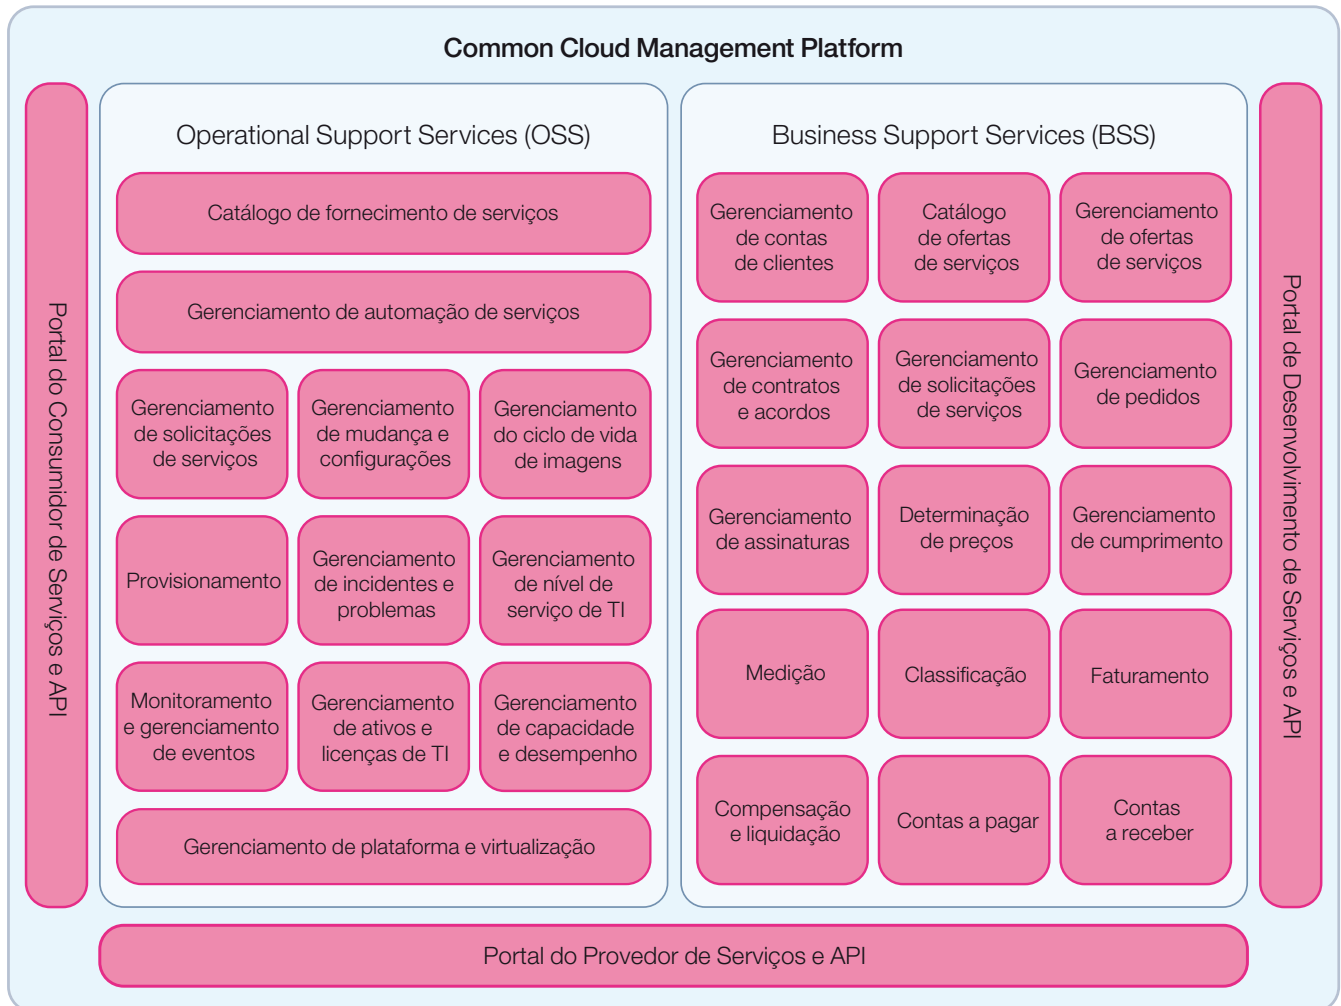 Common Cloud Management Platform
Portal do Consumidor de Serviços e API
Operational Support Services (OSS)
Catálogo de fornecimento de serviços
Gerenciamento de automação de serviços
Gerenciamento
de solicitações
de serviços
Gerenciamento
de mudança e
configurações
Gerenciamento
do ciclo de vida
de imagens
Provisionamento
Gerenciamento
de incidentes e
problemas
Gerenciamento
de nível de
serviço de TI
Monitoramento
e gerenciamento
de eventos
Gerenciamento
de ativos e
licenças de TI
Gerenciamento
de capacidade
e desempenho
Gerenciamento de plataforma e virtualização
Business Support Services (BSS)
Gerenciamento
de contas
de clientes
Catálogo
de ofertas
de serviços
Gerenciamento
de ofertas
de serviços
Gerenciamento
de contratos
e acordos
Gerenciamento
de solicitações
de serviços
Gerenciamento
de pedidos
Gerenciamento
de assinaturas
Determinação
de preços
Gerenciamento
de cumprimento
Medição
Classificação
Faturamento
Compensação
e liquidação
Contas a pagar
Contas
a receber
Portal de Desenvolvimento de Serviços e API
Portal do Provedor de Serviços e API